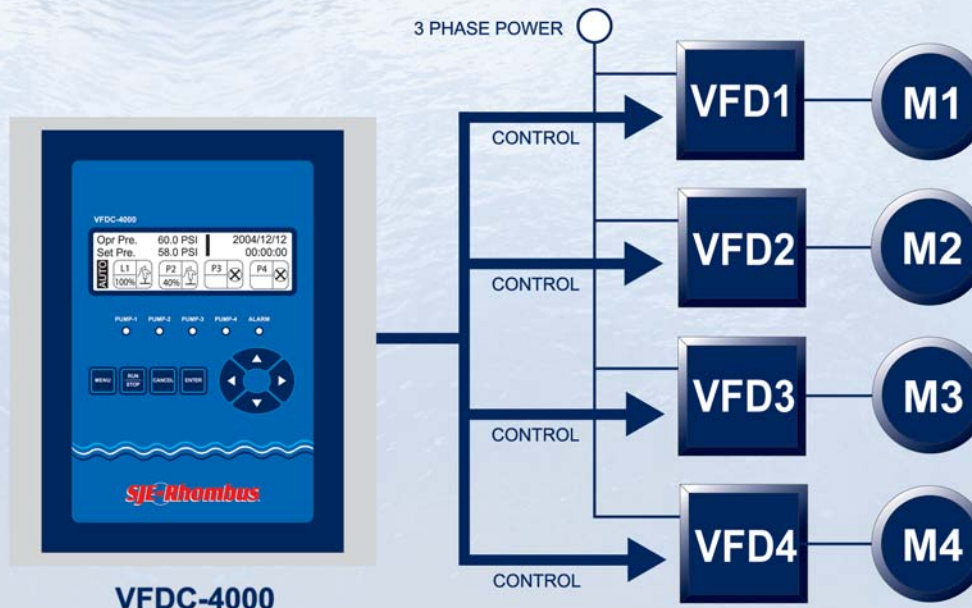 3 PHASE POWER
VFD1
M1
CONTROL
VFD2
M2
CONTROL
VFD3
M3
CONTROL
VFD4
M4
CONTROL
VFDC-4000
Opr Pre. 60.0 PSI 2004/12/12
Set Pre. 58.0 PSI 00:00:00
AUTO
L1 P2 P3 P4
100% 40%
PUMP-1 PUMP-2 PUMP-3 PUMP-4 ALARM
MENU RUN STOP CANCEL ENTER
SJE-Rhombus
VFDC-4000